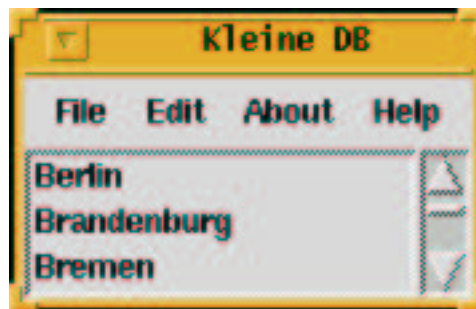 Kleine DB
File Edit About Help
Berlin
Brandenburg
Bremen